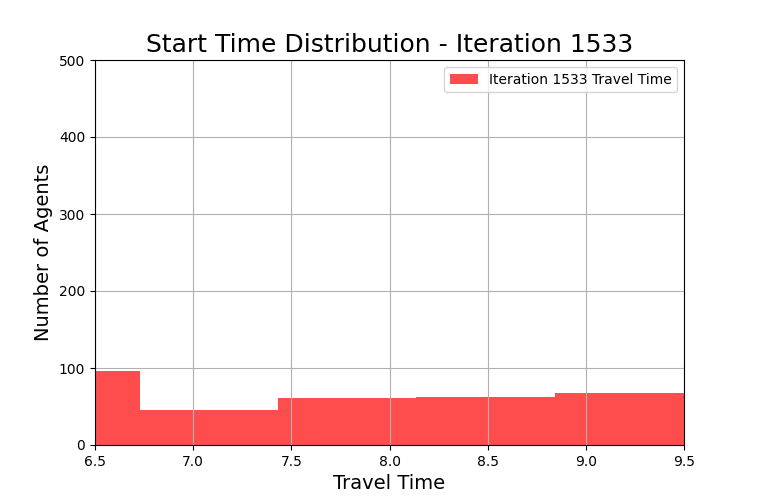 Start Time Distribution - Iteration 1533
Iteration 1533 Travel Time
Number of Agents
500
400
300
200
100
0
6.5 7.0 7.5 8.0 8.5 9.0 9.5
Travel Time